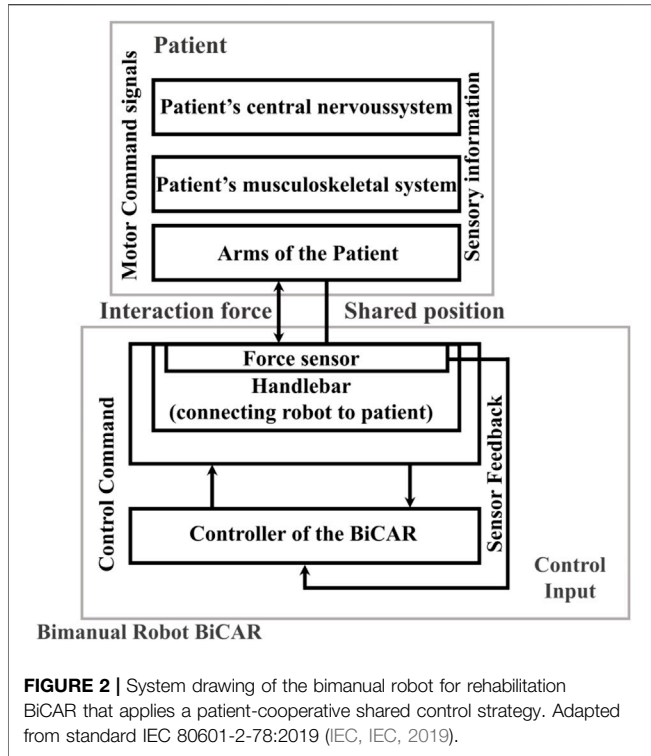 Patient
Motor Command signals
Patient's central nervoussystem
Patient's musculoskeletal system
Arms of the Patient
Sensory information
Interaction force
Shared position
Force sensor
Handlebar
(connecting robot to patient)
Control Command
Sensor Feedback
Controller of the BiCAR
Control
Input
Bimanual Robot BiCAR
FIGURE 2 | System drawing of the bimanual robot for rehabilitation
BiCAR that applies a patient-cooperative shared control strategy. Adapted
from standard IEC 80601-2-78:2019 (IEC, IEC, 2019).